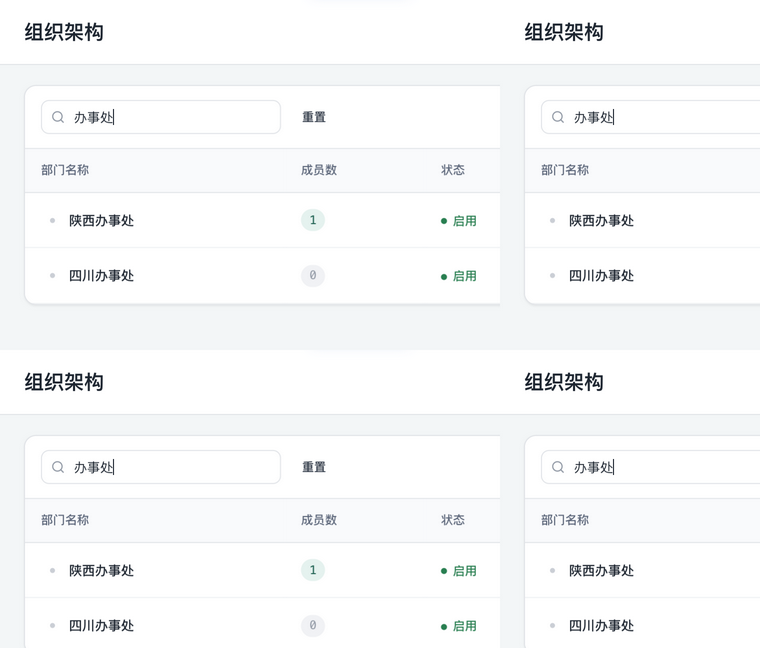 组织架构
组织架构
办事处
重置
办事处
部门名称
成员数
状态
部门名称
陕西办事处
1
启用
陕西办事处
四川办事处
0
启用
四川办事处
组织架构
组织架构
办事处
重置
办事处
部门名称
成员数
状态
部门名称
陕西办事处
1
启用
陕西办事处
四川办事处
0
启用
四川办事处